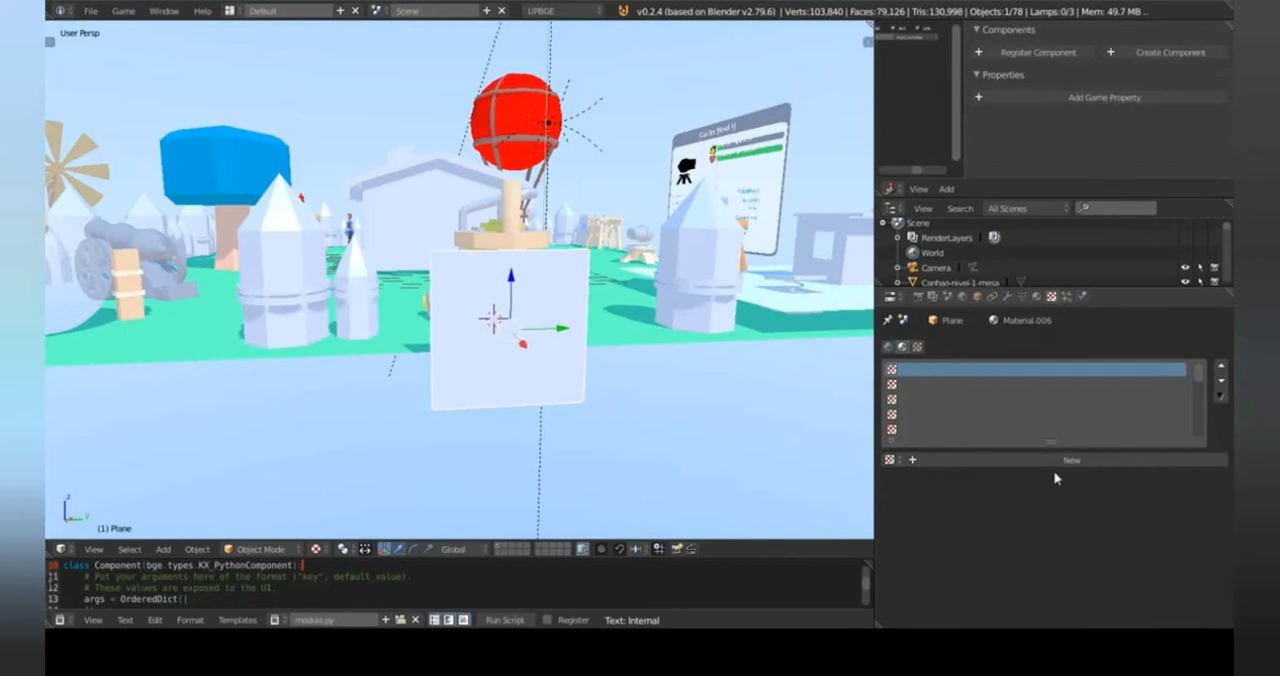 File Game Window Help Default Scene UPBGE v0.2.4 (based on Blender v2.79.6) | Verts:103,840 | Faces:79,126 | Tris:130,998 | Objects:1/78 | Lamps:0/3 | Mem: 49.7 MB ..
User Persp
Components
Register Component Create Component
Properties
Add Game Property
View Add
View Search All Scenes
Scene
RenderLayers
World
Camera
Canhao-nivel-1-mesa
Plane Material.006
New
z
y
(1) Plane
View Select Add Object Object Mode Global
10 class Component(bge.types.KX_PythonComponent):
11 # Put your arguments here of the format ("key", default_value).
12 # These values are exposed to the UI.
13 args = OrderedDict([
View Text Edit Format Templates module.py Run Script Register Text: Internal